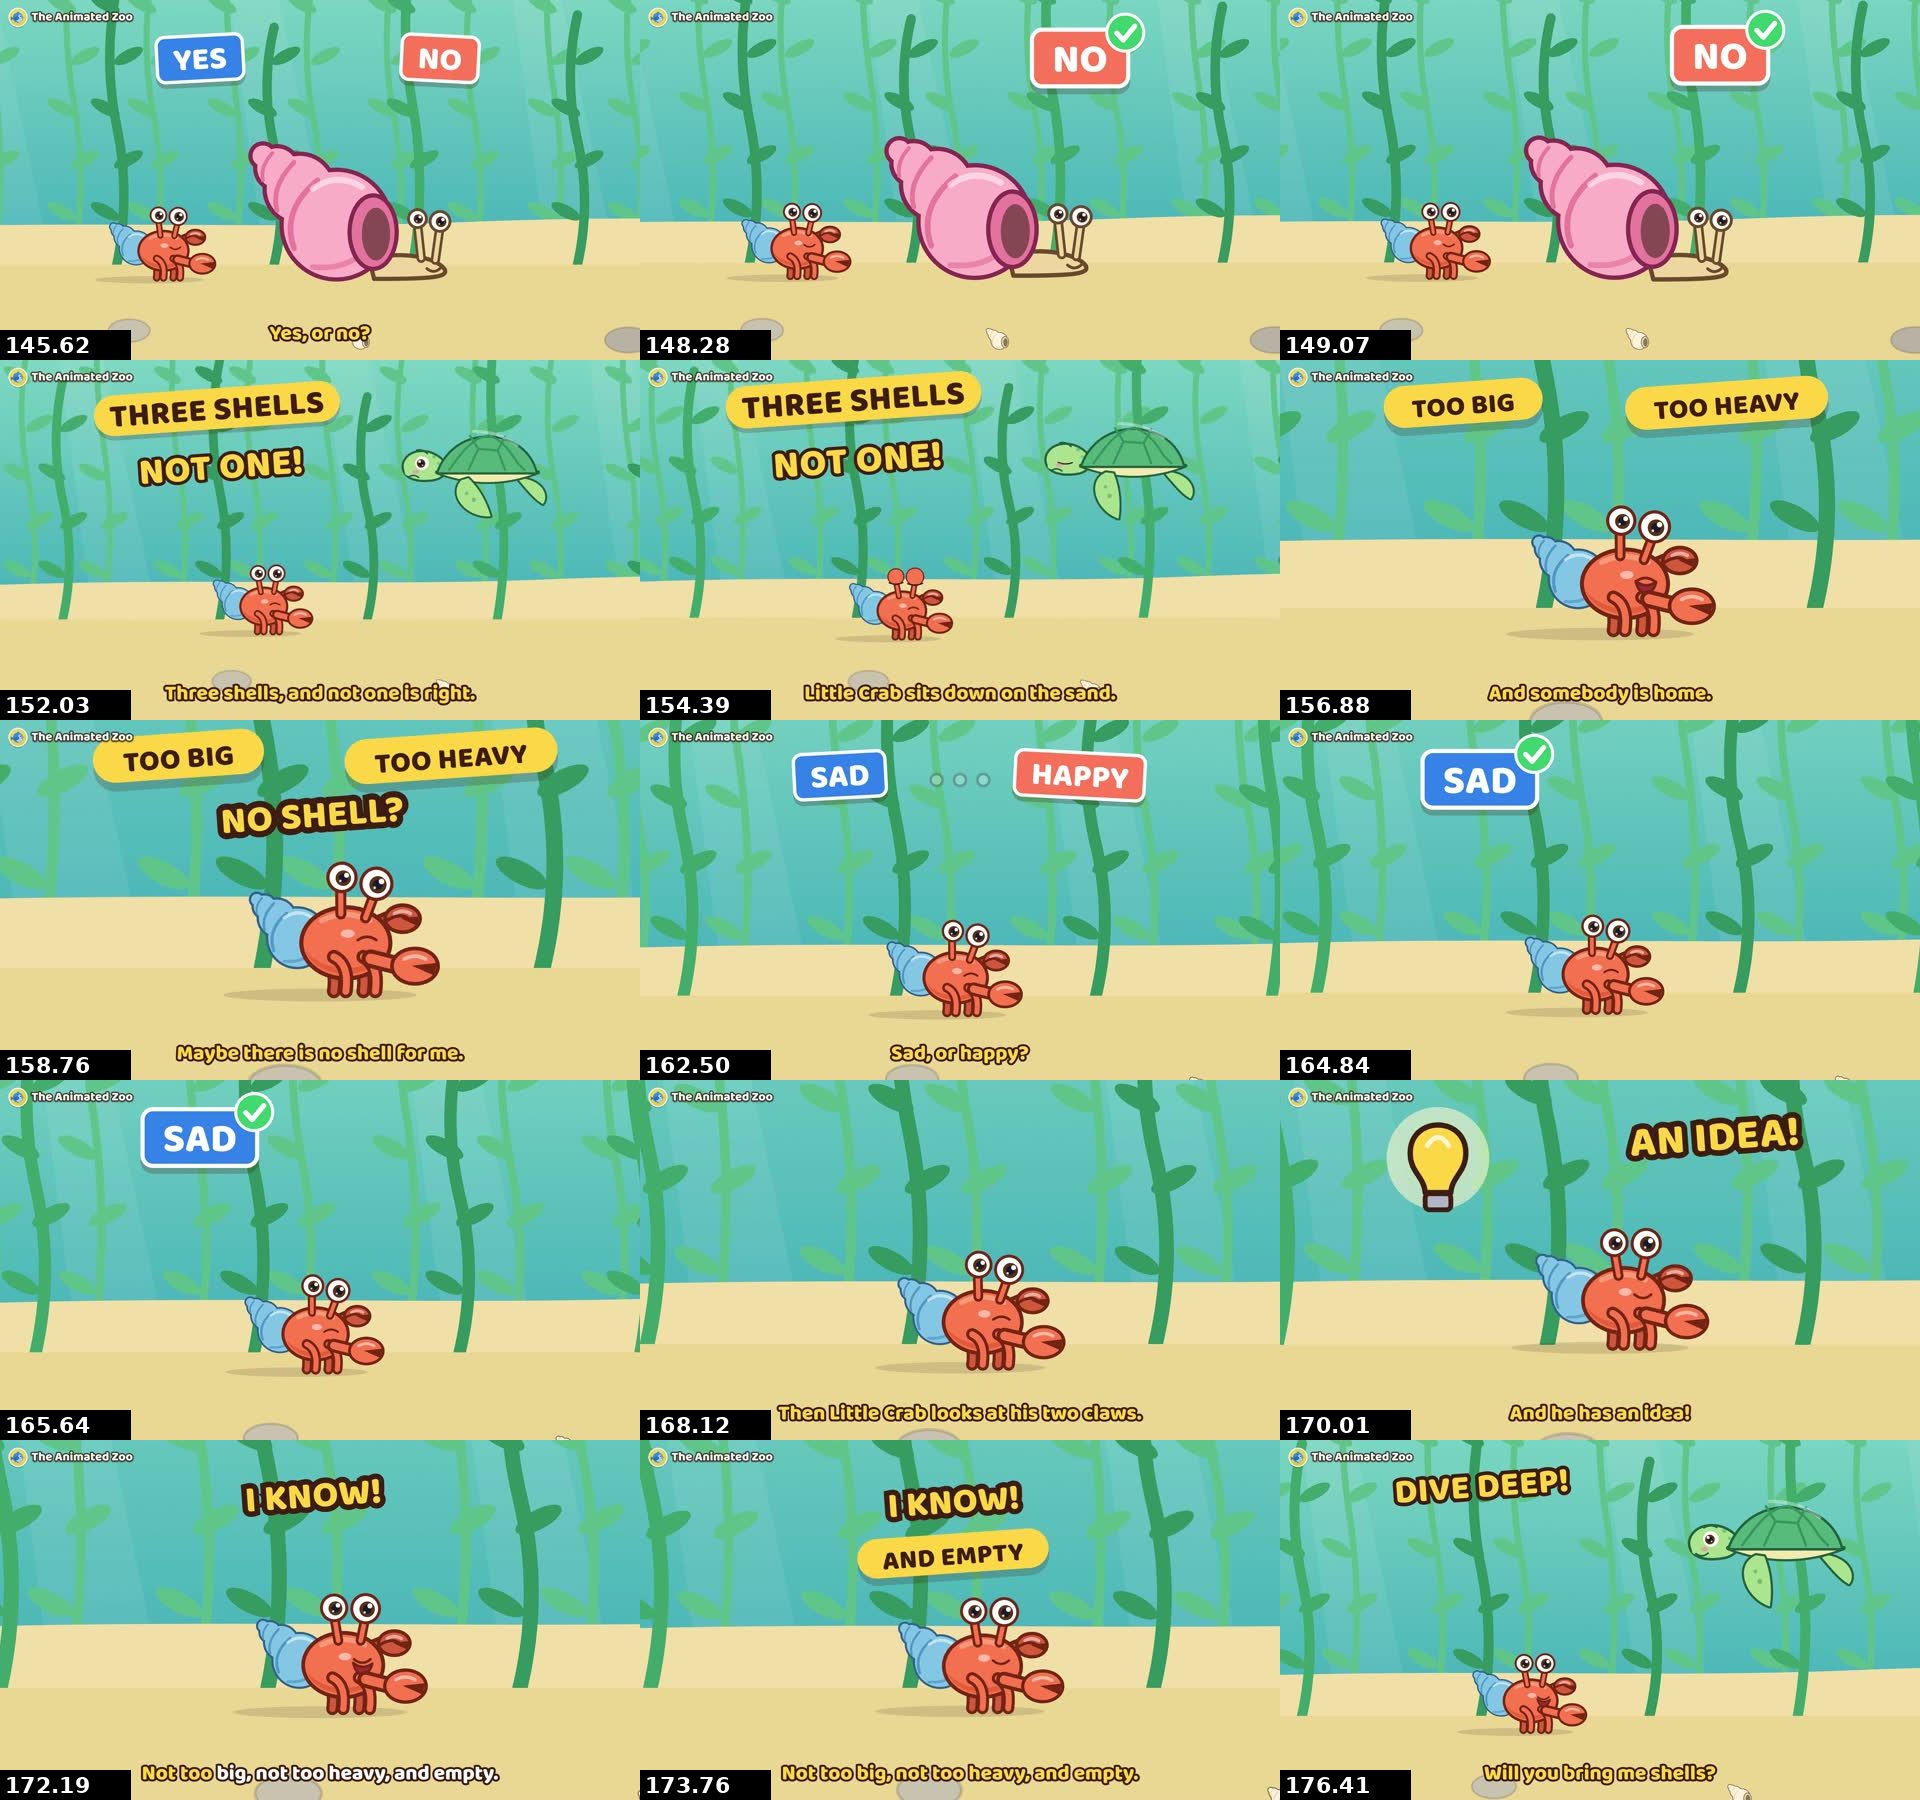 The Animated Zoo
YES
NO
Yes, or no?
145.62
The Animated Zoo
NO
148.28
The Animated Zoo
NO
149.07
The Animated Zoo
THREE SHELLS
NOT ONE!
Three shells, and not one is right.
152.03
The Animated Zoo
THREE SHELLS
NOT ONE!
Little Crab sits down on the sand.
154.39
The Animated Zoo
TOO BIG
TOO HEAVY
And somebody is home.
156.88
The Animated Zoo
TOO BIG
TOO HEAVY
NO SHELL?
Maybe there is no shell for me.
158.76
The Animated Zoo
SAD
HAPPY
Sad, or happy?
162.50
The Animated Zoo
SAD
164.84
The Animated Zoo
SAD
165.64
The Animated Zoo
Then Little Crab looks at his two claws.
168.12
The Animated Zoo
AN IDEA!
And he has an idea!
170.01
The Animated Zoo
I KNOW!
Not too big, not too heavy, and empty.
172.19
The Animated Zoo
I KNOW!
AND EMPTY
Not too big, not too heavy, and empty.
173.76
The Animated Zoo
DIVE DEEP!
Will you bring me shells?
176.41